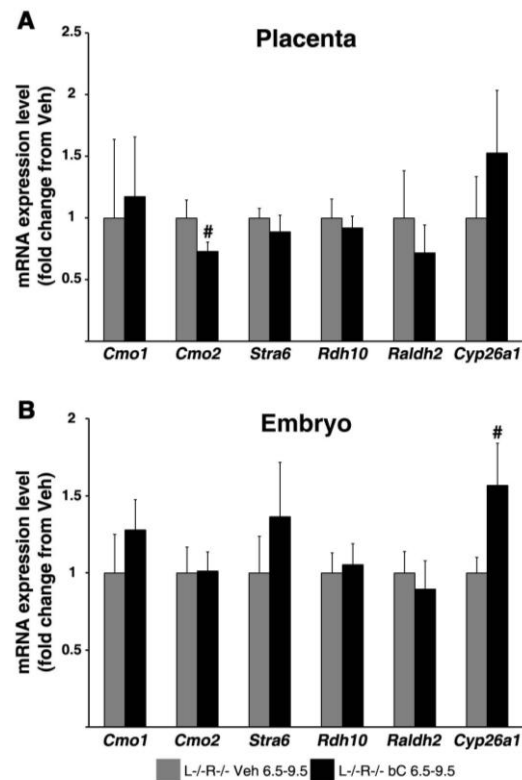 A
Placenta
2.5
2
1.5
1
0.5
mRNA expression level
(fold change from Veh)
#
Cmo1 Cmo2 Stra6 Rdh10 Raldh2 Cyp26a1
B
Embryo
2
1.5
1
0.5
mRNA expression level
(fold change from Veh)
#
Cmo1 Cmo2 Stra6 Rdh10 Raldh2 Cyp26a1
L-/-R-/- Veh 6.5-9.5 L-/-R-/- bC 6.5-9.5